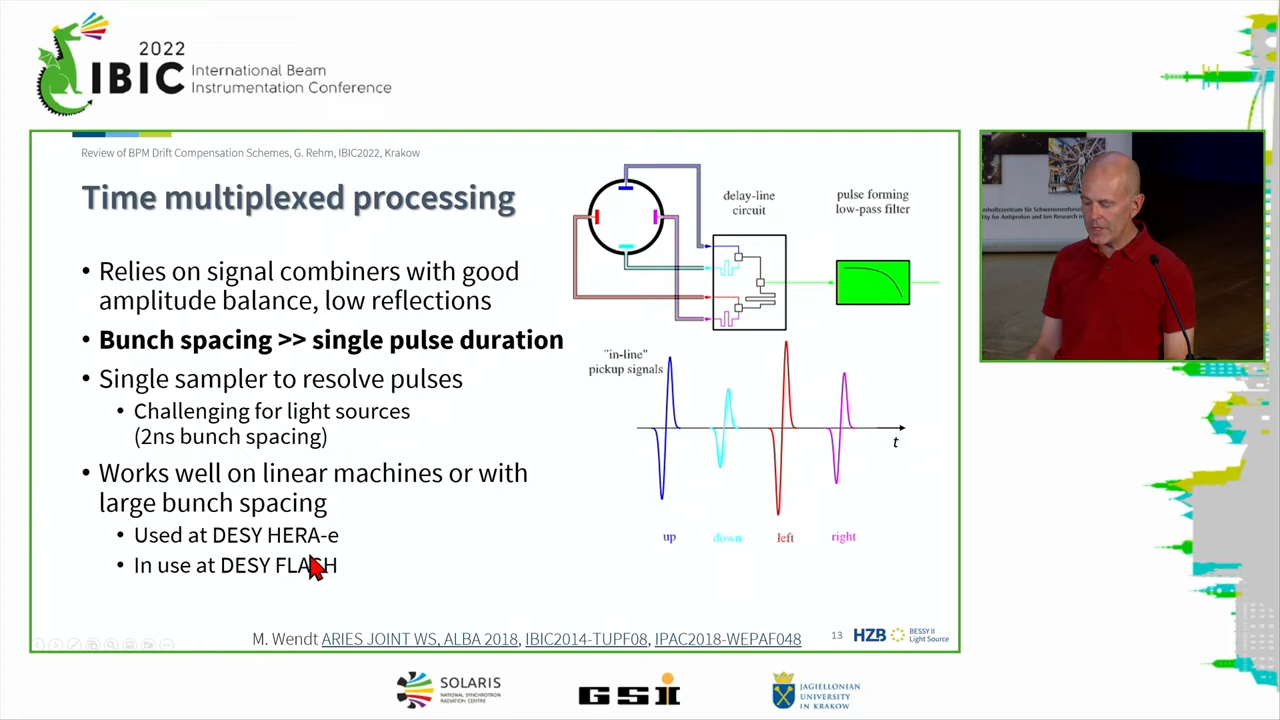 2022
IBIC
International Beam
Instrumentation Conference
Review of BPM Drift Compensation Schemes, G. Rehm, IBIC2022, Krakow
Time multiplexed processing
• Relies on signal combiners with good
amplitude balance, low reflections
• Bunch spacing >> single pulse duration
• Single sampler to resolve pulses
• Challenging for light sources
(2ns bunch spacing)
• Works well on linear machines or with
large bunch spacing
• Used at DESY HERA-e
• In use at DESY FLASH
delay-line
circuit
pulse forming
low-pass filter
"in-line"
pickup signals
t
up
down
left
right
M. Wendt ARIES JOINT WS, ALBA 2018, IBIC2014-TUPF08, IPAC2018-WEPAF048
13
HZB
BESSY II
Light Source
SOLARIS
NATIONAL SYNCHROTRON
RADIATION CENTRE
GSI
JAGIELLONIAN
UNIVERSITY
IN KRAKOW